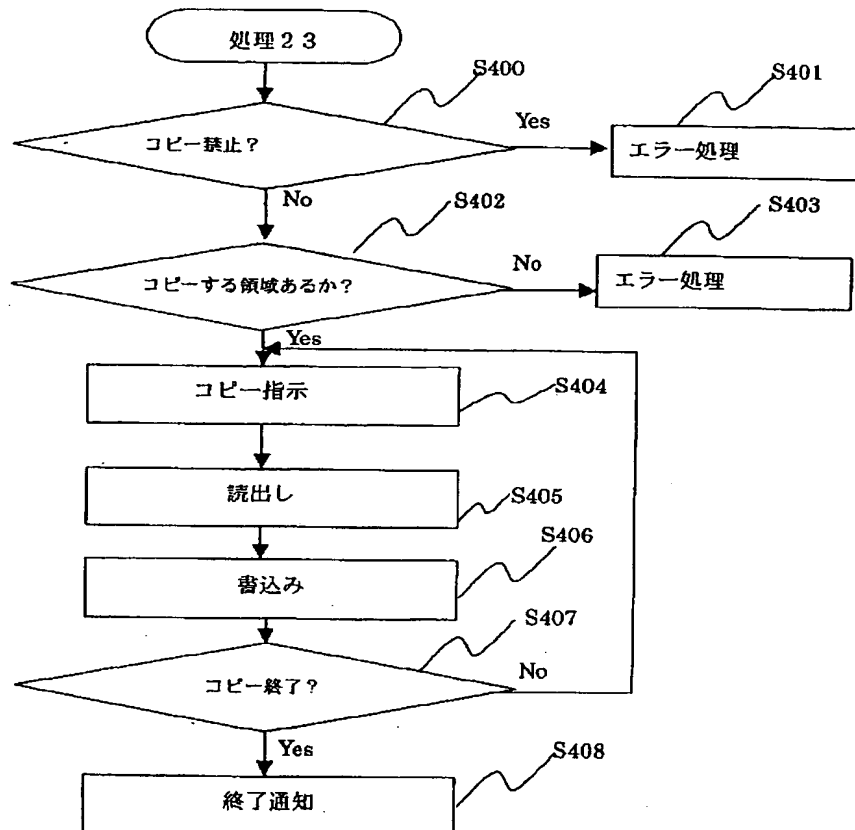 処理２３
S400
S401
コピー禁止？
Yes
エラー処理
No
S402
S403
コピーする領域あるか？
No
エラー処理
Yes
コピー指示
S404
読出し
S405
S406
書込み
S407
コピー終了？
No
Yes
S408
終了通知